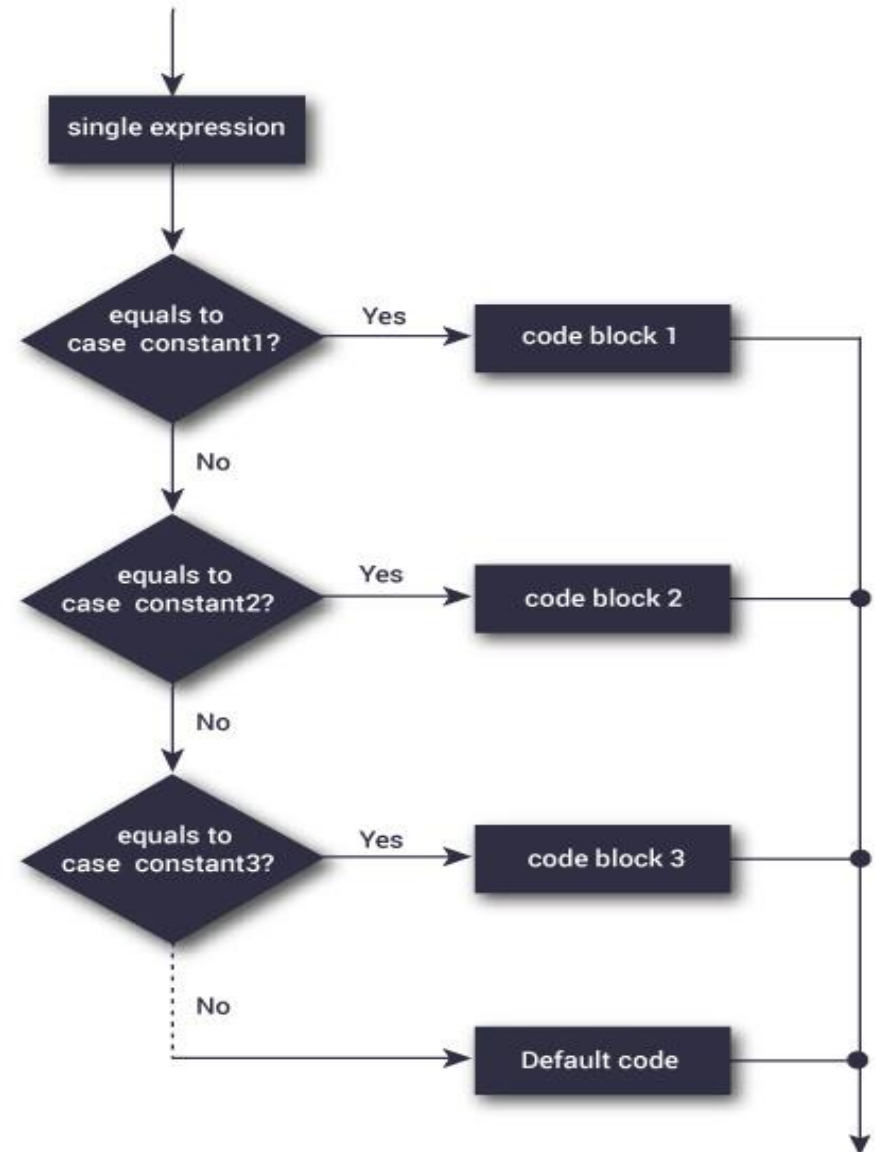 single expression
equals to
case constant1?
Yes
code block 1
No
equals to
case constant2?
Yes
code block 2
No
equals to
case constant3?
Yes
code block 3
No
Default code